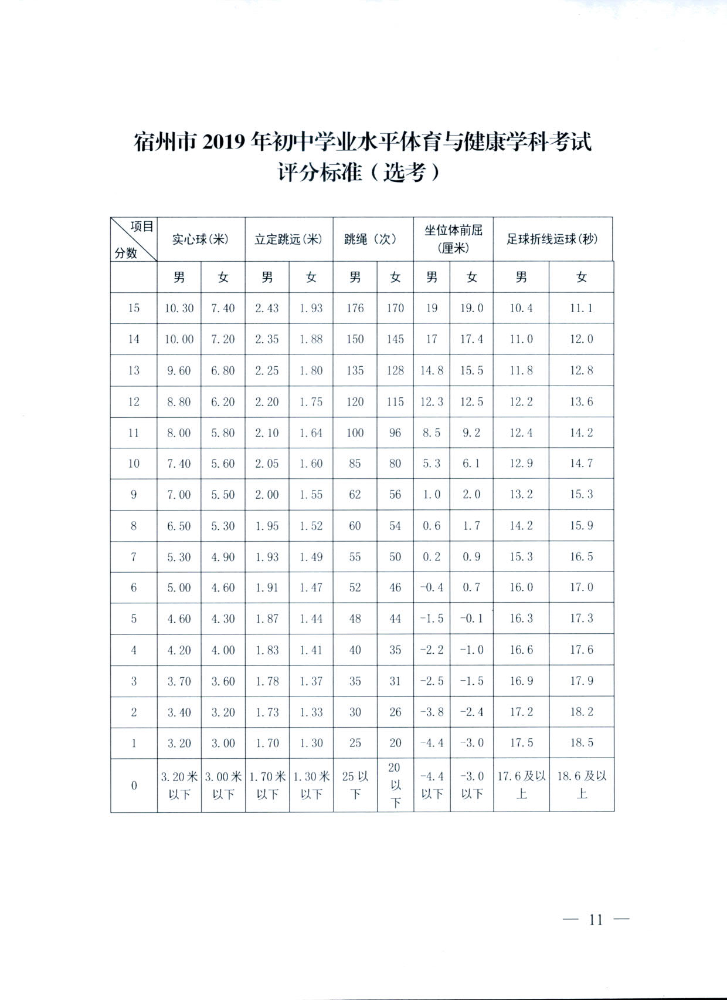 宿州市 2019 年初中学业水平体育与健康学科考试
评分标准（选考）
项目 分数 实心球(米) 立定跳远(米) 跳绳（次） 坐位体前屈(厘米) 足球折线运球(秒)
男 女 男 女 男 女 男 女 男 女
15 10.30 7.40 2.43 1.93 176 170 19 19.0 10.4 11.1
14 10.00 7.20 2.35 1.88 150 145 17 17.4 11.0 12.0
13 9.60 6.80 2.25 1.80 135 128 14.8 15.5 11.8 12.8
12 8.80 6.20 2.20 1.75 120 115 12.3 12.5 12.2 13.6
11 8.00 5.80 2.10 1.64 100 96 8.5 9.2 12.4 14.2
10 7.40 5.60 2.05 1.60 85 80 5.3 6.1 12.9 14.7
9 7.00 5.50 2.00 1.55 62 56 1.0 2.0 13.2 15.3
8 6.50 5.30 1.95 1.52 60 54 0.6 1.7 14.2 15.9
7 5.30 4.90 1.93 1.49 55 50 0.2 0.9 15.3 16.5
6 5.00 4.60 1.91 1.47 52 46 -0.4 0.7 16.0 17.0
5 4.60 4.30 1.87 1.44 48 44 -1.5 -0.1 16.3 17.3
4 4.20 4.00 1.83 1.41 40 35 -2.2 -1.0 16.6 17.6
3 3.70 3.60 1.78 1.37 35 31 -2.5 -1.5 16.9 17.9
2 3.40 3.20 1.73 1.33 30 26 -3.8 -2.4 17.2 18.2
1 3.20 3.00 1.70 1.30 25 20 -4.4 -3.0 17.5 18.5
0 3.20米以下 3.00米以下 1.70米以下 1.30米以下 25以下 20以下 -4.4以下 -3.0以下 17.6及以上 18.6及以上
— 11 —